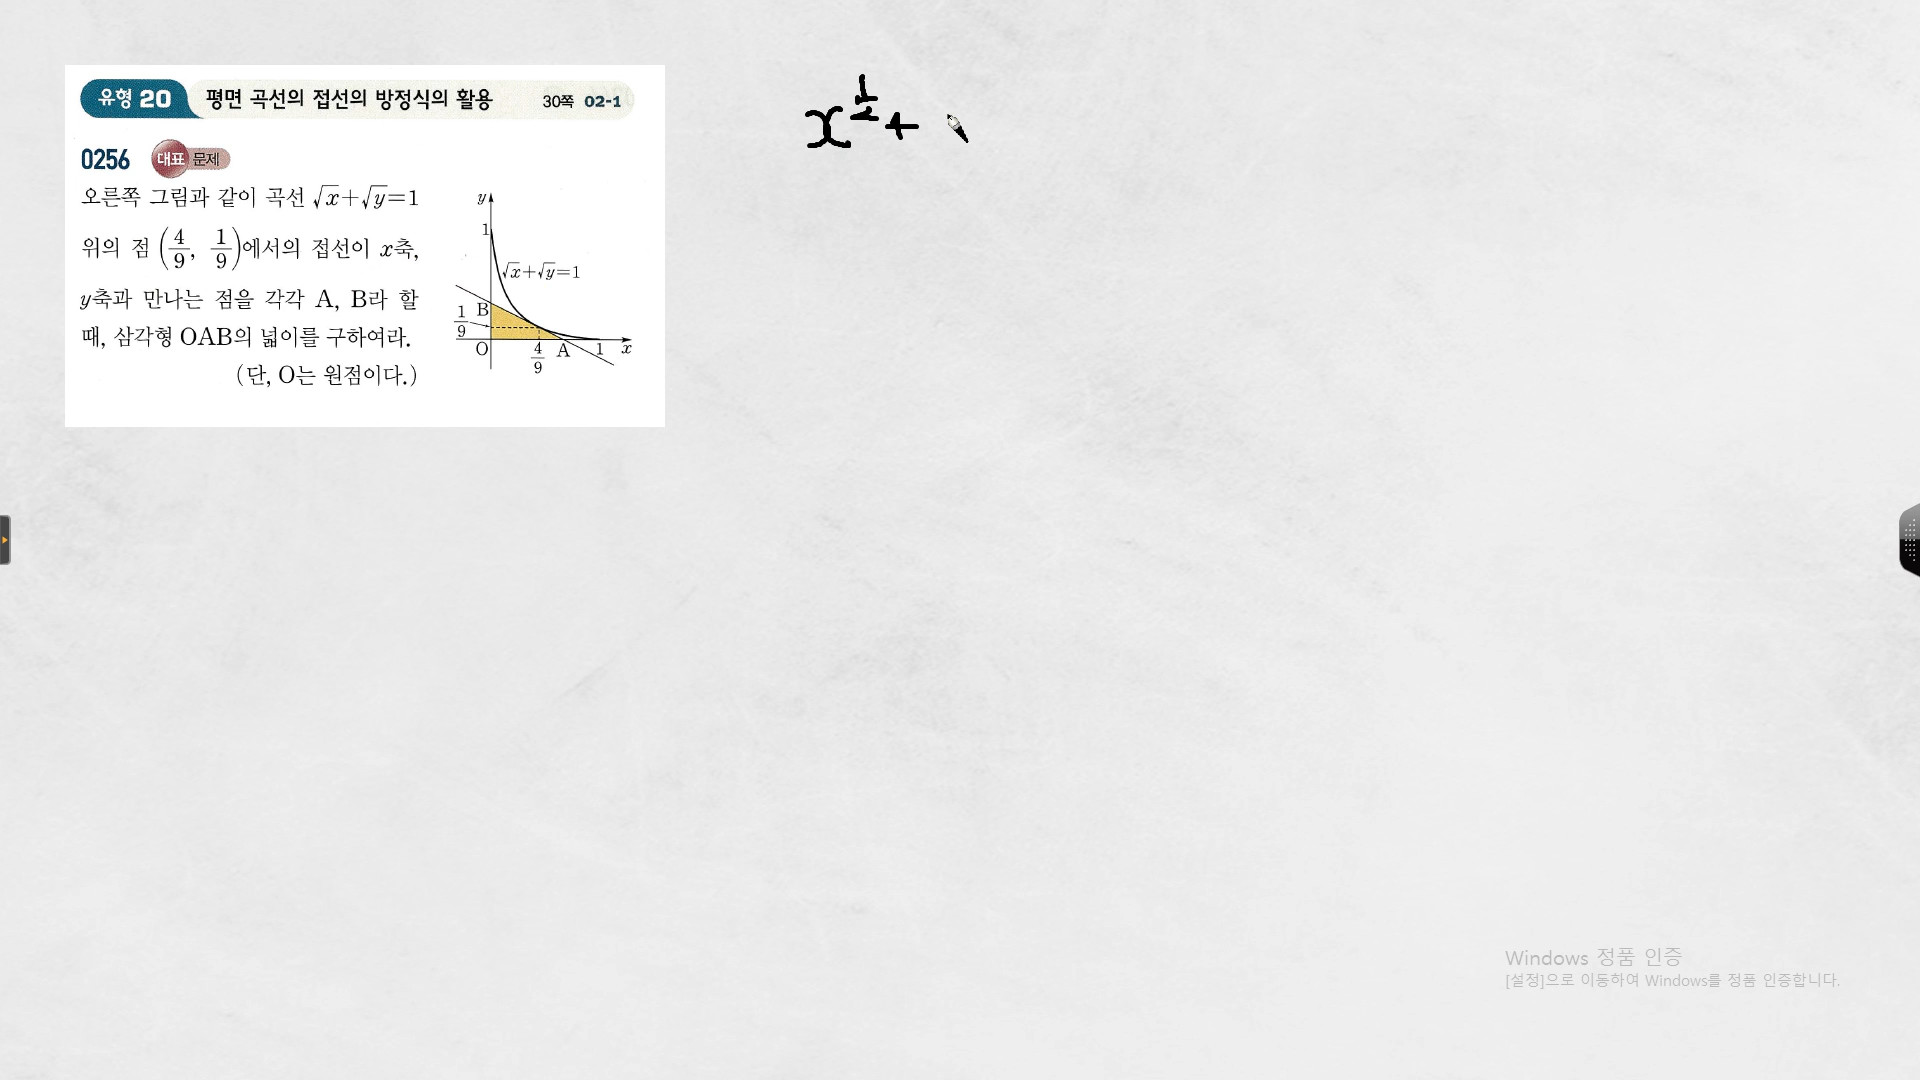 유형 20 평면 곡선의 접선의 방정식의 활용 30쪽 02-1
0256 대표 문제
오른쪽 그림과 같이 곡선 √x+√y=1
위의 점 (4/9, 1/9)에서의 접선이 x축,
y축과 만나는 점을 각각 A, B라 할
때, 삼각형 OAB의 넓이를 구하여라.
(단, O는 원점이다.)
y
1
√x+√y=1
B
1/9
O 4/9 A 1 x
x^(1/2) +
Windows 정품 인증
[설정]으로 이동하여 Windows를 정품 인증합니다.